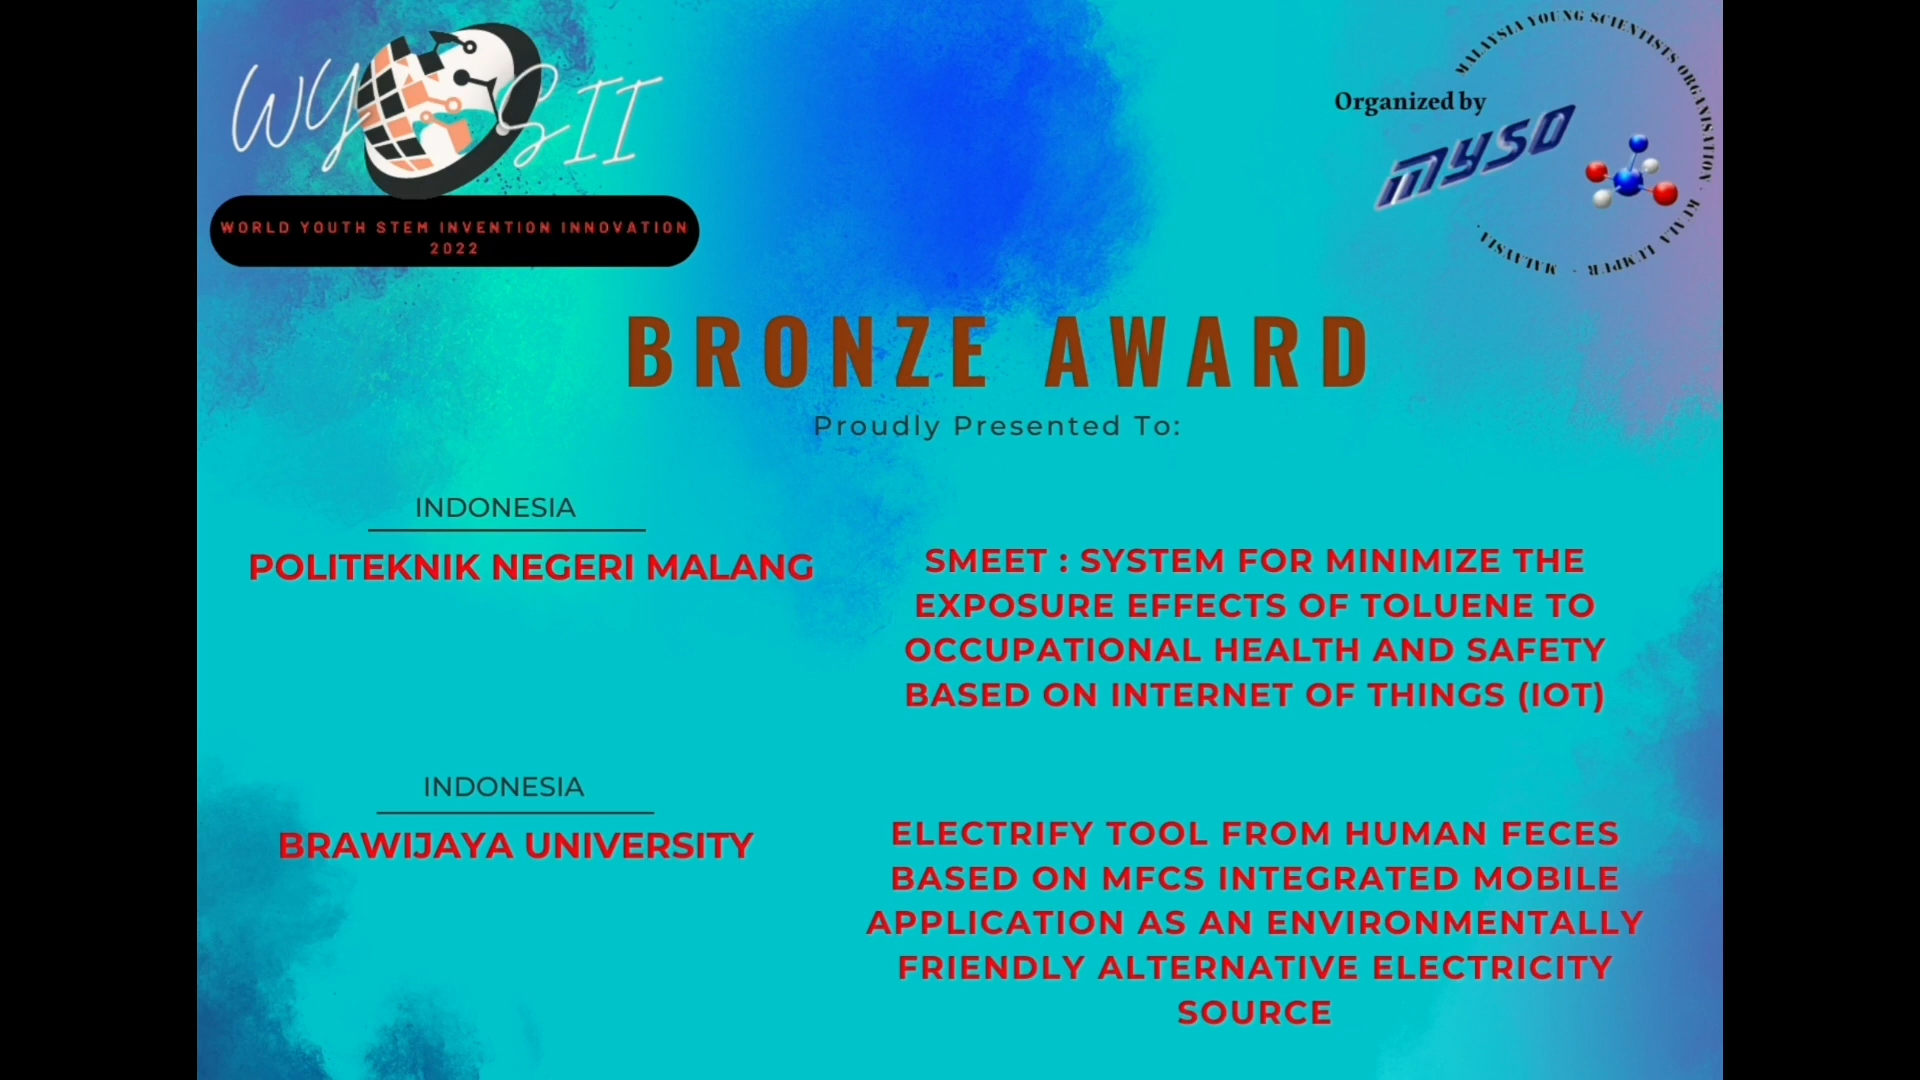 WYSII
WORLD YOUTH STEM INVENTION INNOVATION
2022
Organized by
MYSO
MALAYSIA YOUNG SCIENTISTS ORGANISATION · KUALA LUMPUR · MALAYSIA ·
BRONZE AWARD
Proudly Presented To:
INDONESIA
POLITEKNIK NEGERI MALANG
SMEET : SYSTEM FOR MINIMIZE THE
EXPOSURE EFFECTS OF TOLUENE TO
OCCUPATIONAL HEALTH AND SAFETY
BASED ON INTERNET OF THINGS (IOT)
INDONESIA
BRAWIJAYA UNIVERSITY
ELECTRIFY TOOL FROM HUMAN FECES
BASED ON MFCS INTEGRATED MOBILE
APPLICATION AS AN ENVIRONMENTALLY
FRIENDLY ALTERNATIVE ELECTRICITY
SOURCE